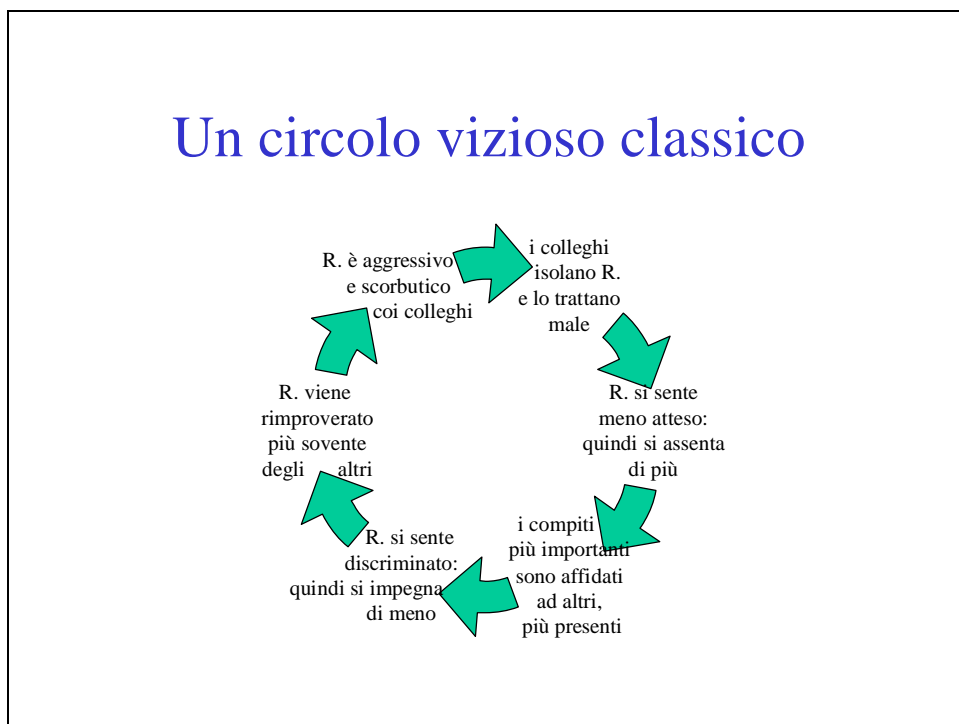 Un circolo vizioso classico
R. è aggressivo
e scorbutico
coi colleghi
i colleghi
isolano R.
e lo trattano
male
R. si sente
meno atteso:
quindi si assenta
di più
i compiti
più importanti
sono affidati
ad altri,
più presenti
R. si sente
discriminato:
quindi si impegna
di meno
R. viene
rimproverato
più sovente
degli altri